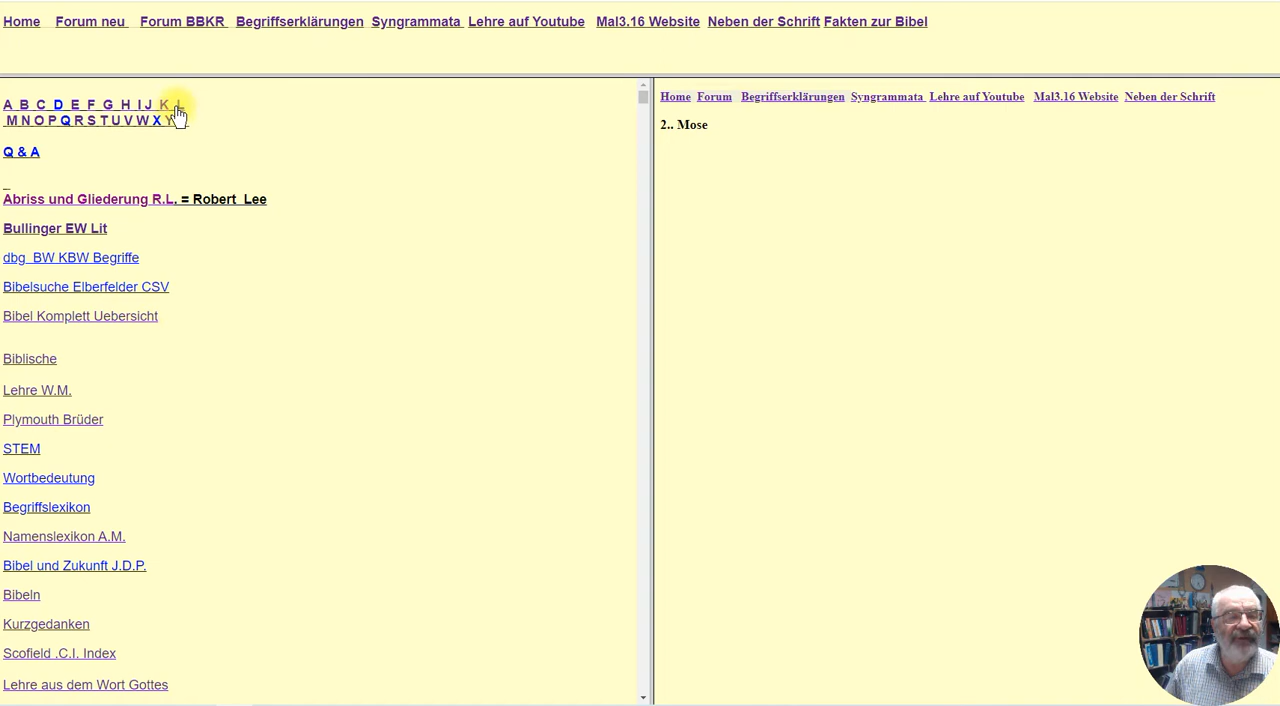 Home Forum neu Forum BBKR Begriffserklärungen Syngrammata Lehre auf Youtube Mal3.16 Website Neben der Schrift Fakten zur Bibel
A B C D E F G H I J K L
M N O P Q R S T U V W X Y
Q & A
Abriss und Gliederung R.L. = Robert Lee
Bullinger EW Lit
dbg BW KBW Begriffe
Bibelsuche Elberfelder CSV
Bibel Komplett Uebersicht
Biblische
Lehre W.M.
Plymouth Brüder
STEM
Wortbedeutung
Begriffslexikon
Namenslexikon A.M.
Bibel und Zukunft J.D.P.
Bibeln
Kurzgedanken
Scofield .C.I. Index
Lehre aus dem Wort Gottes
Home Forum Begriffserklärungen Syngrammata Lehre auf Youtube Mal3.16 Website Neben der Schrift
2.. Mose